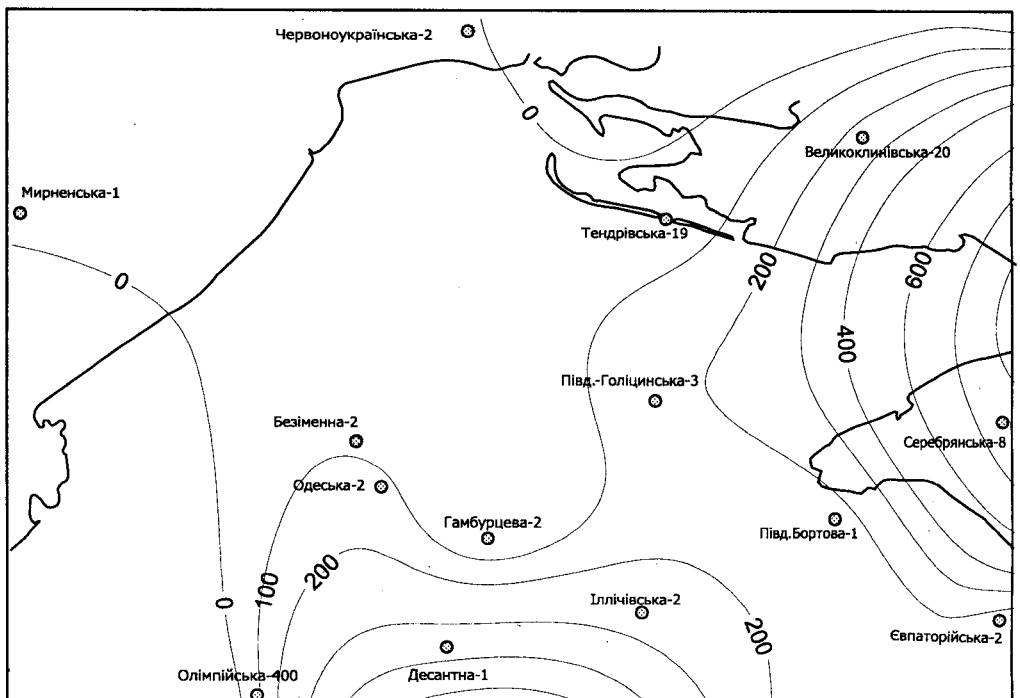 Червоноукраїнська-2
0
Великоклинівська-20
Мирненська-1
Тендрівська-19
0
200
600
400
Півд.-Голіцинська-3
Безіменна-2
Серебрянська-8
Одеська-2
Гамбурцева-2
Півд.Бортова-1
200
100
0
Іллічівська-2
200
Євпаторійська-2
Олімпійська-400
Десантна-1